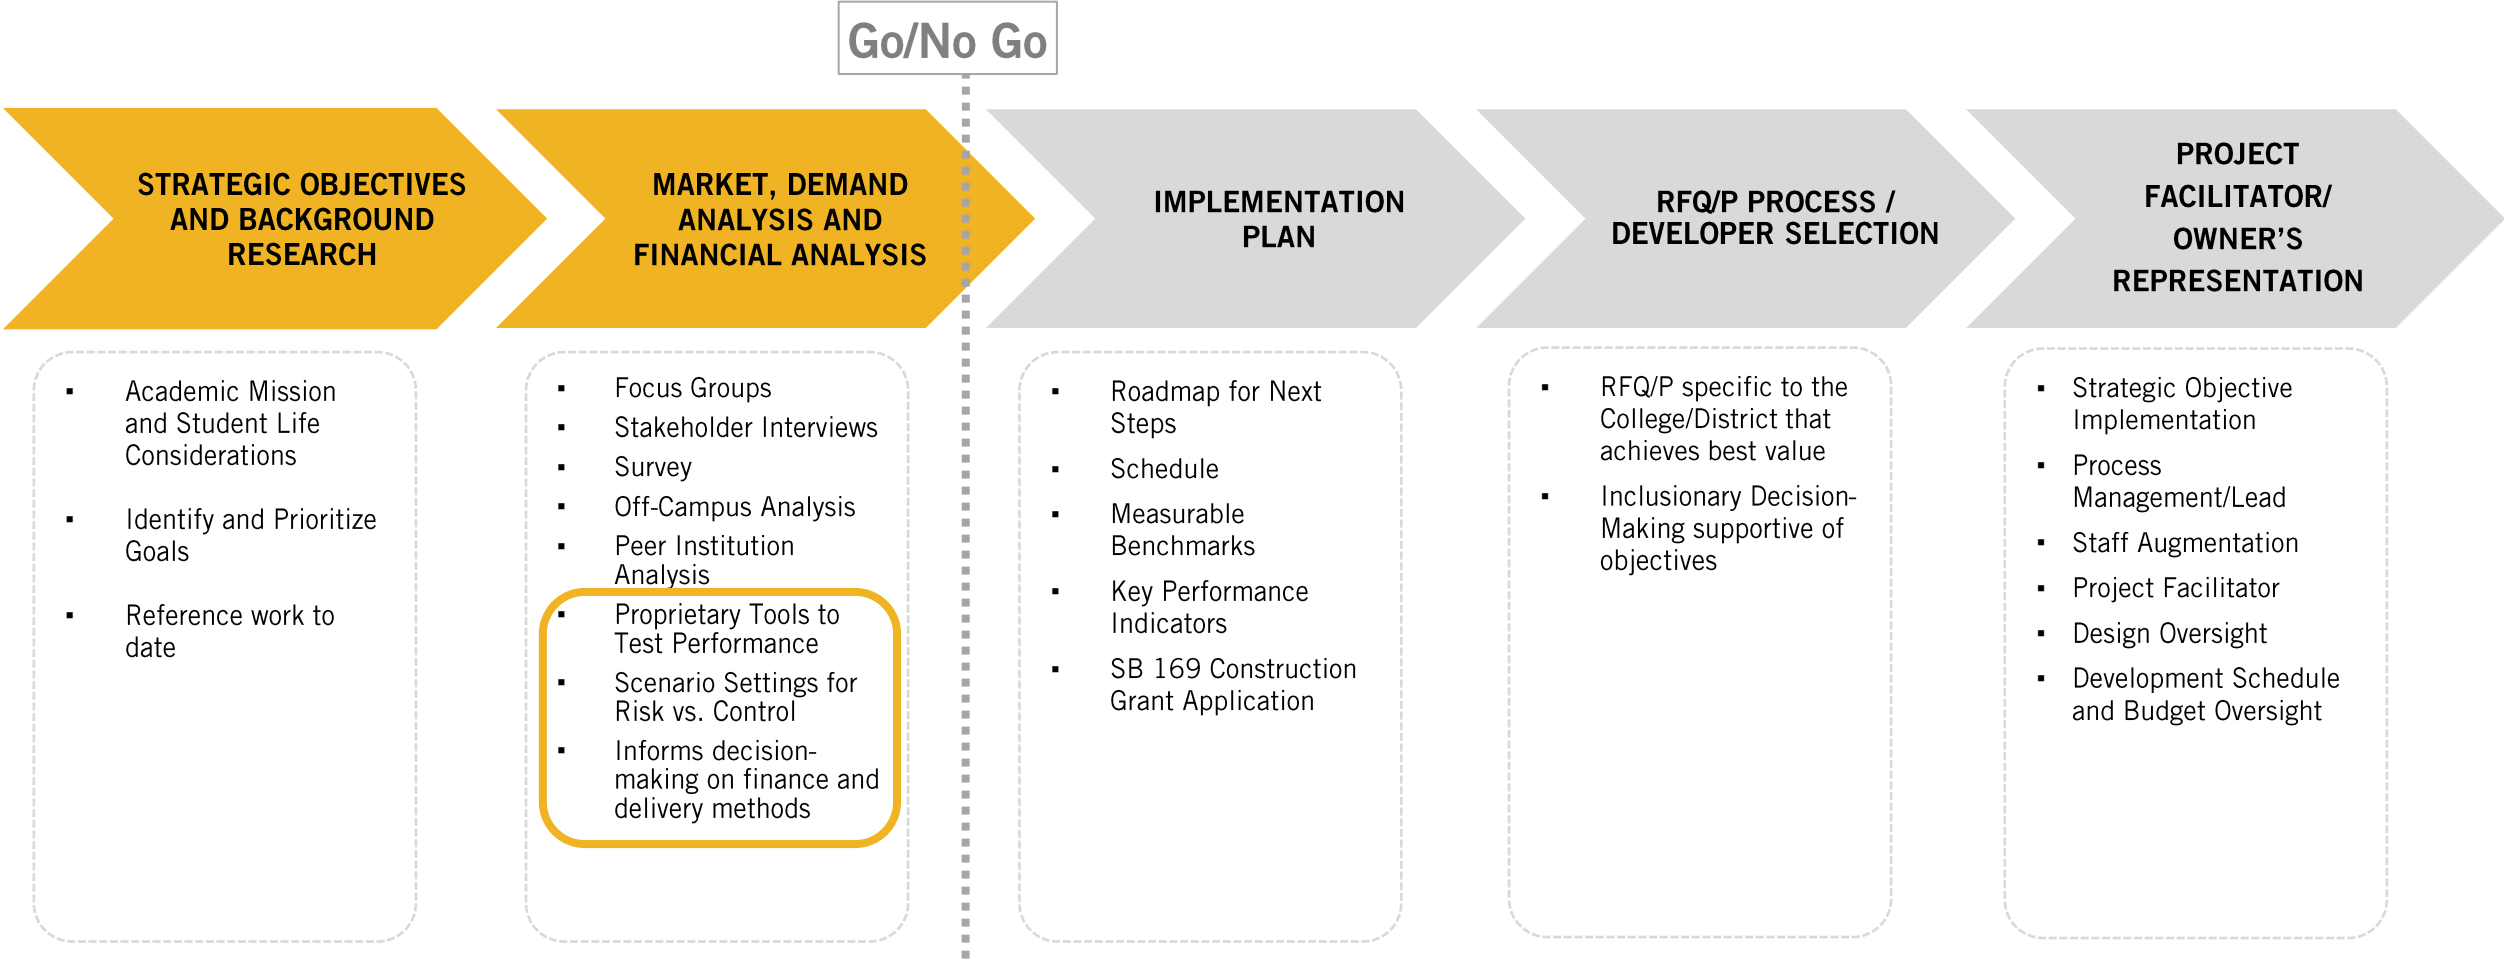 Go/No Go
STRATEGIC OBJECTIVES
AND BACKGROUND
RESEARCH
MARKET, DEMAND
ANALYSIS AND
FINANCIAL ANALYSIS
IMPLEMENTATION
PLAN
RFQ/P PROCESS /
DEVELOPER SELECTION
PROJECT
FACILITATOR/
OWNER’S
REPRESENTATION
▪ Academic Mission
and Student Life
Considerations
▪ Identify and Prioritize
Goals
▪ Reference work to
date
▪ Focus Groups
▪ Stakeholder Interviews
▪ Survey
▪ Off-Campus Analysis
▪ Peer Institution
Analysis
▪ Proprietary Tools to
Test Performance
▪ Scenario Settings for
Risk vs. Control
▪ Informs decision-
making on finance and
delivery methods
▪ Roadmap for Next
Steps
▪ Schedule
▪ Measurable
Benchmarks
▪ Key Performance
Indicators
▪ SB 169 Construction
Grant Application
▪ RFQ/P specific to the
College/District that
achieves best value
▪ Inclusionary Decision-
Making supportive of
objectives
▪ Strategic Objective
Implementation
▪ Process
Management/Lead
▪ Staff Augmentation
▪ Project Facilitator
▪ Design Oversight
▪ Development Schedule
and Budget Oversight